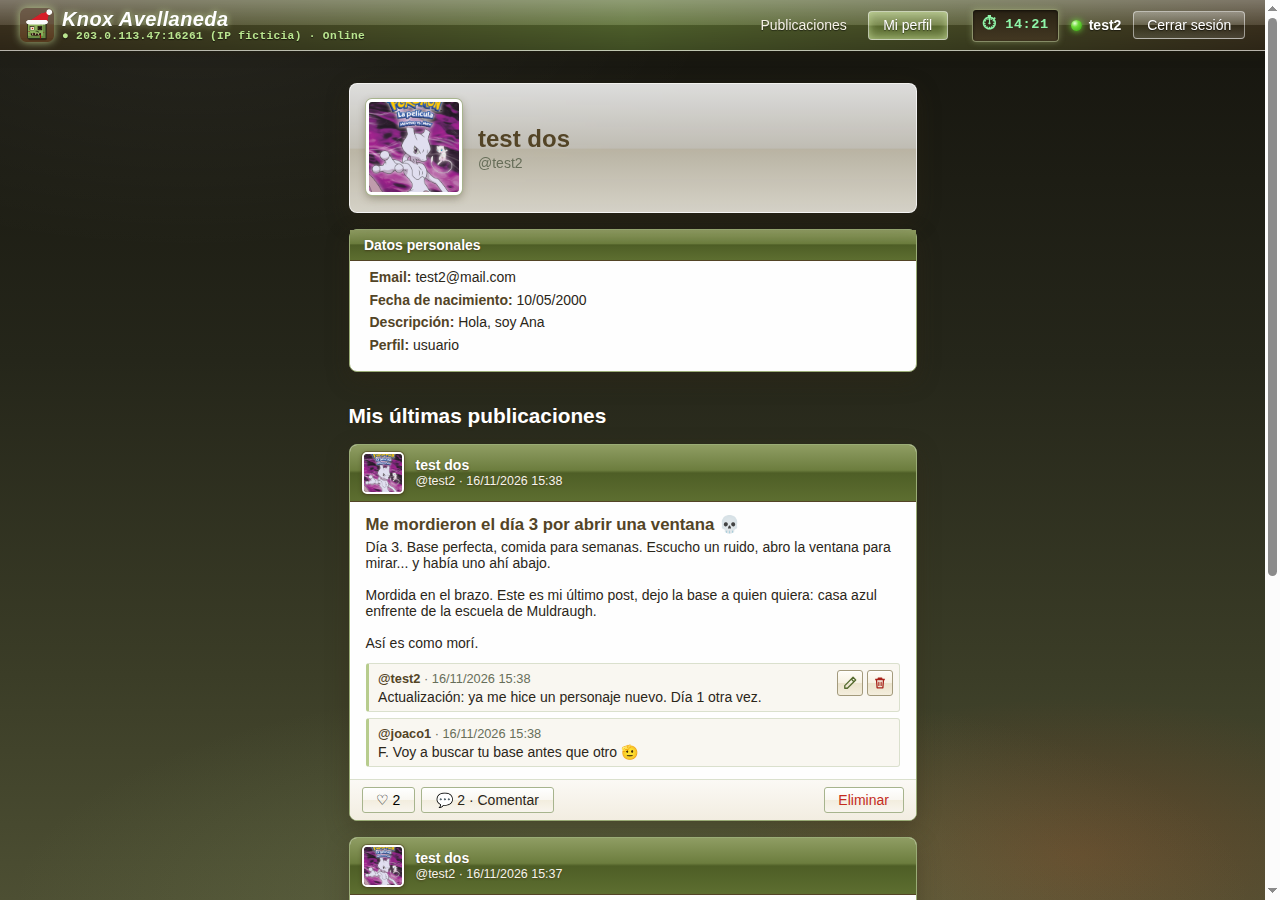 Knox Avellaneda
● 203.0.113.47:16261 (IP ficticia) · Online
Publicaciones
Mi perfil
⏱ 14:21
test2
Cerrar sesión
POKÉMON
La película
test dos
@test2
Datos personales
Email: test2@mail.com
Fecha de nacimiento: 10/05/2000
Descripción: Hola, soy Ana
Perfil: usuario
Mis últimas publicaciones
test dos
@test2 · 16/11/2026 15:38
Me mordieron el día 3 por abrir una ventana 💀
Día 3. Base perfecta, comida para semanas. Escucho un ruido, abro la ventana para
mirar... y había uno ahí abajo.
Mordida en el brazo. Este es mi último post, dejo la base a quien quiera: casa azul
enfrente de la escuela de Muldraugh.
Así es como morí.
@test2 · 16/11/2026 15:38
Actualización: ya me hice un personaje nuevo. Día 1 otra vez.
@joaco1 · 16/11/2026 15:38
F. Voy a buscar tu base antes que otro 🫡
♡ 2
💬 2 · Comentar
Eliminar
test dos
@test2 · 16/11/2026 15:37